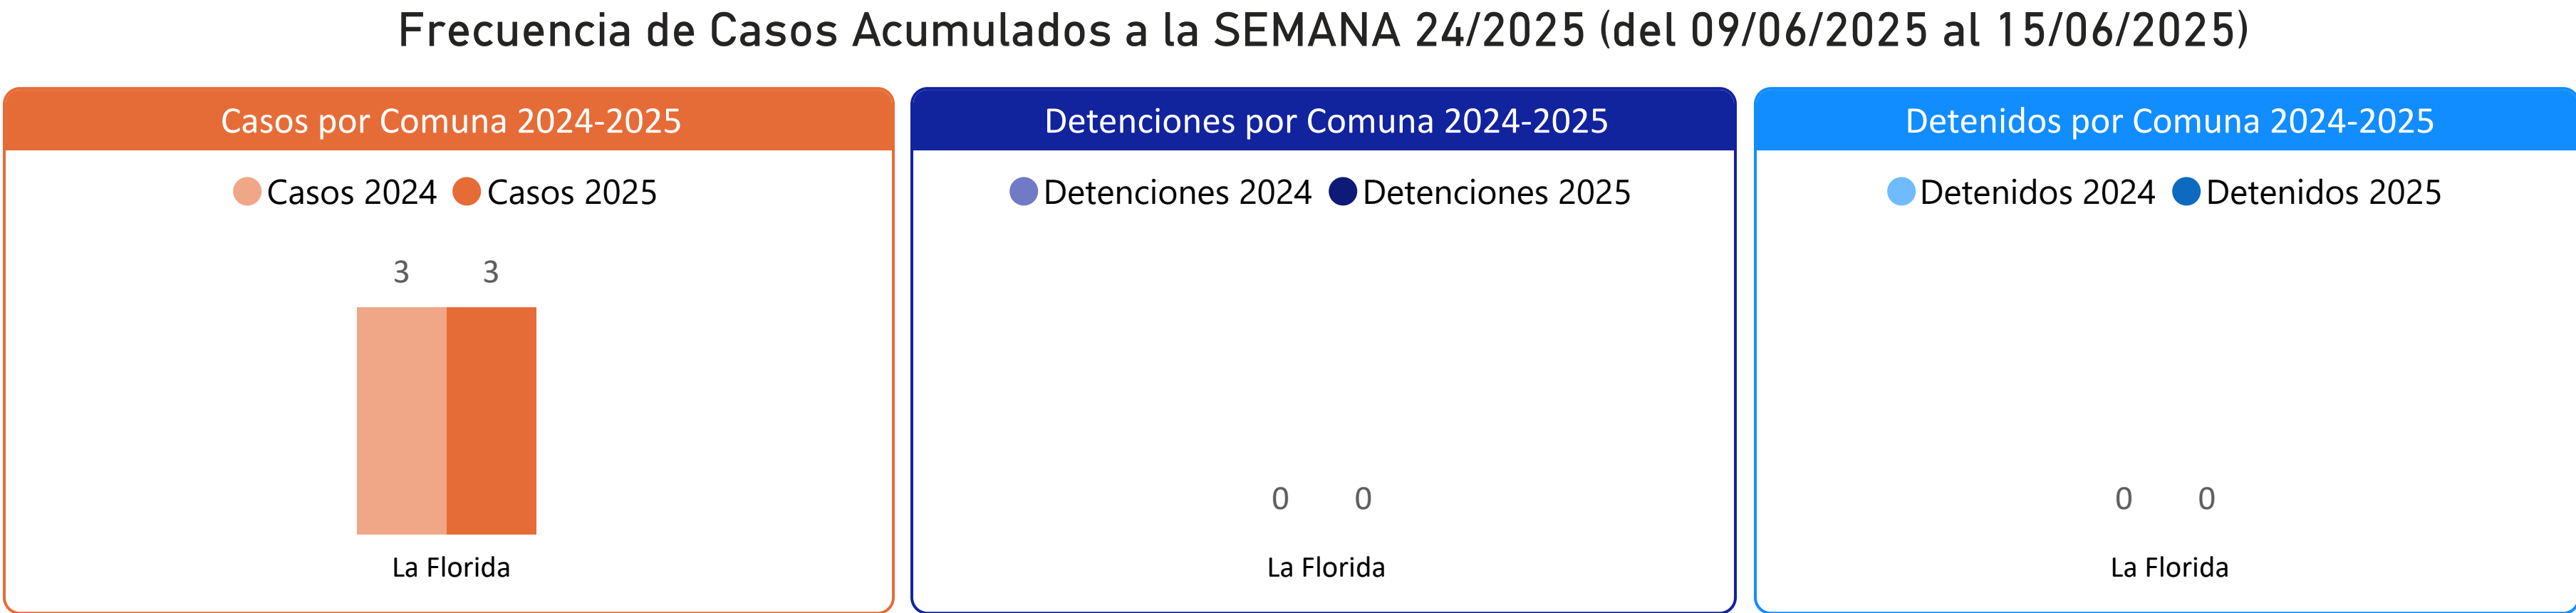 Frecuencia de Casos Acumulados a la SEMANA 24/2025 (del 09/06/2025 al 15/06/2025)
Casos por Comuna 2024-2025
Casos 2024 Casos 2025
3 3
La Florida
Detenciones por Comuna 2024-2025
Detenciones 2024 Detenciones 2025
0 0
La Florida
Detenidos por Comuna 2024-2025
Detenidos 2024 Detenidos 2025
0 0
La Florida